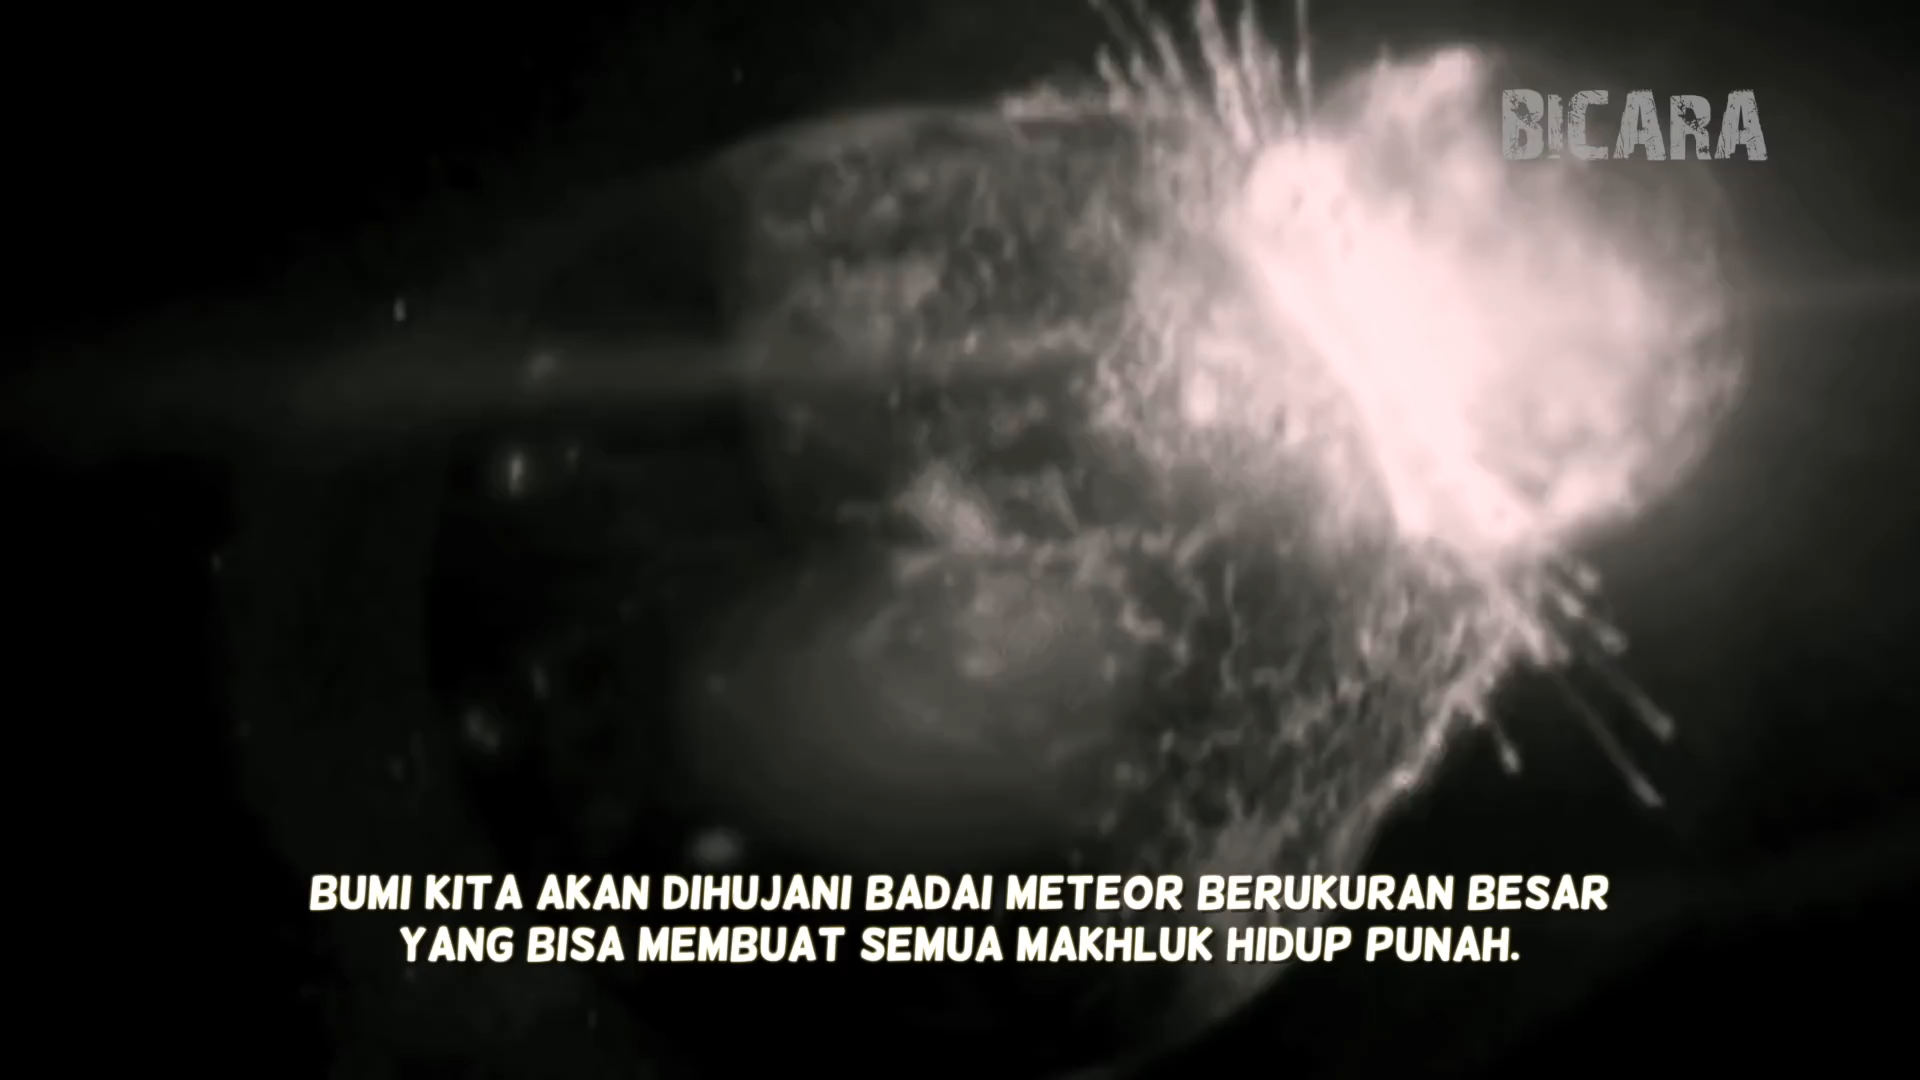 BICARA
BUMI KITA AKAN DIHUJANI BADAI METEOR BERUKURAN BESAR
YANG BISA MEMBUAT SEMUA MAKHLUK HIDUP PUNAH.